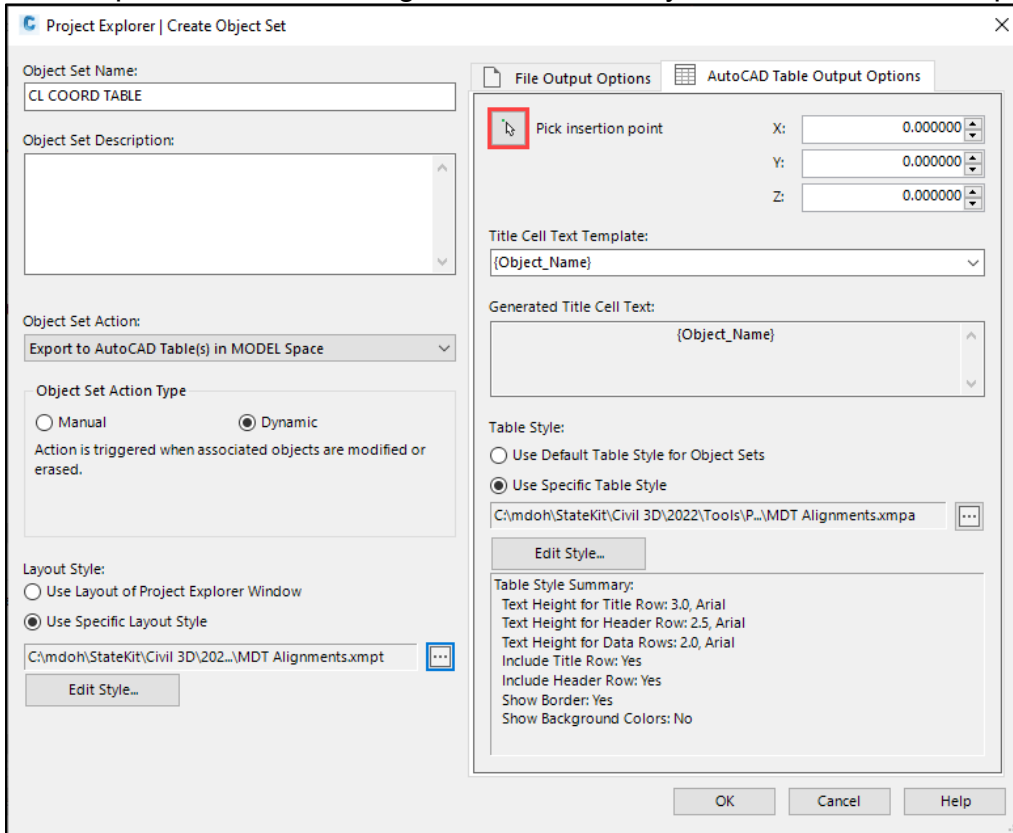 Project Explorer | Create Object Set
Object Set Name:
CL COORD TABLE
Object Set Description:
Object Set Action:
Export to AutoCAD Table(s) in MODEL Space
Object Set Action Type
Manual
Dynamic
Action is triggered when associated objects are modified or
erased.
Layout Style:
Use Layout of Project Explorer Window
Use Specific Layout Style
C:\mdoh\StateKit\Civil 3D\202...\MDT Alignments.xmpt
...
Edit Style...
File Output Options
AutoCAD Table Output Options
Pick insertion point
X: 0.000000
Y: 0.000000
Z: 0.000000
Title Cell Text Template:
{Object_Name}
Generated Title Cell Text:
{Object_Name}
Table Style:
Use Default Table Style for Object Sets
Use Specific Table Style
C:\mdoh\StateKit\Civil 3D\2022\Tools\P...\MDT Alignments.xmpa
...
Edit Style...
Table Style Summary:
Text Height for Title Row: 3.0, Arial
Text Height for Header Row: 2.5, Arial
Text Height for Data Rows: 2.0, Arial
Include Title Row: Yes
Include Header Row: Yes
Show Border: Yes
Show Background Colors: No
OK
Cancel
Help